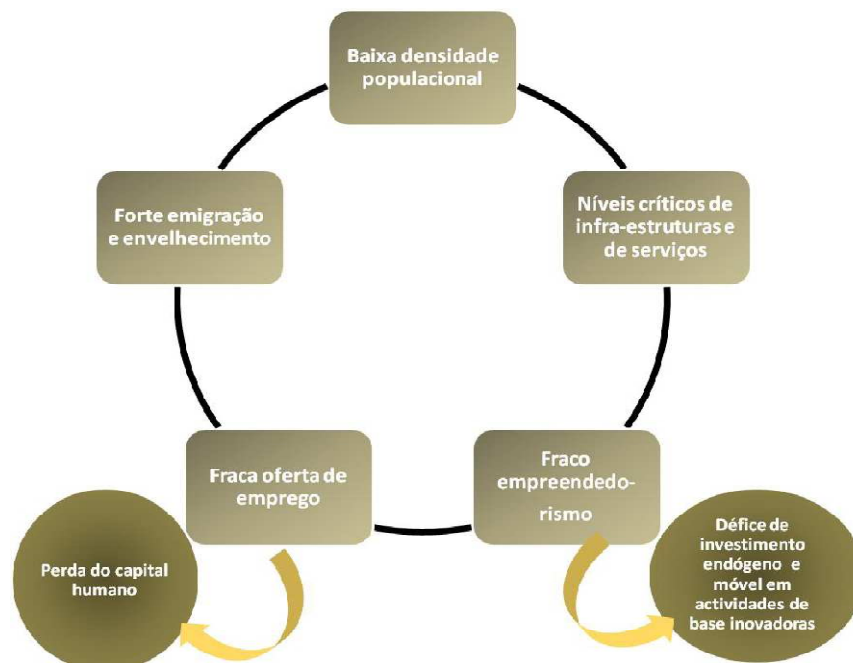 Baixa densidade
populacional
Forte emigração
e envelhecimento
Níveis críticos de
infra-estruturas e
de serviços
Fraca oferta de
emprego
Fraco
empreendedo-
rismo
Perda do capital
humano
Défice de
investimento
endógeno e
móvel em
actividades de
base inovadoras